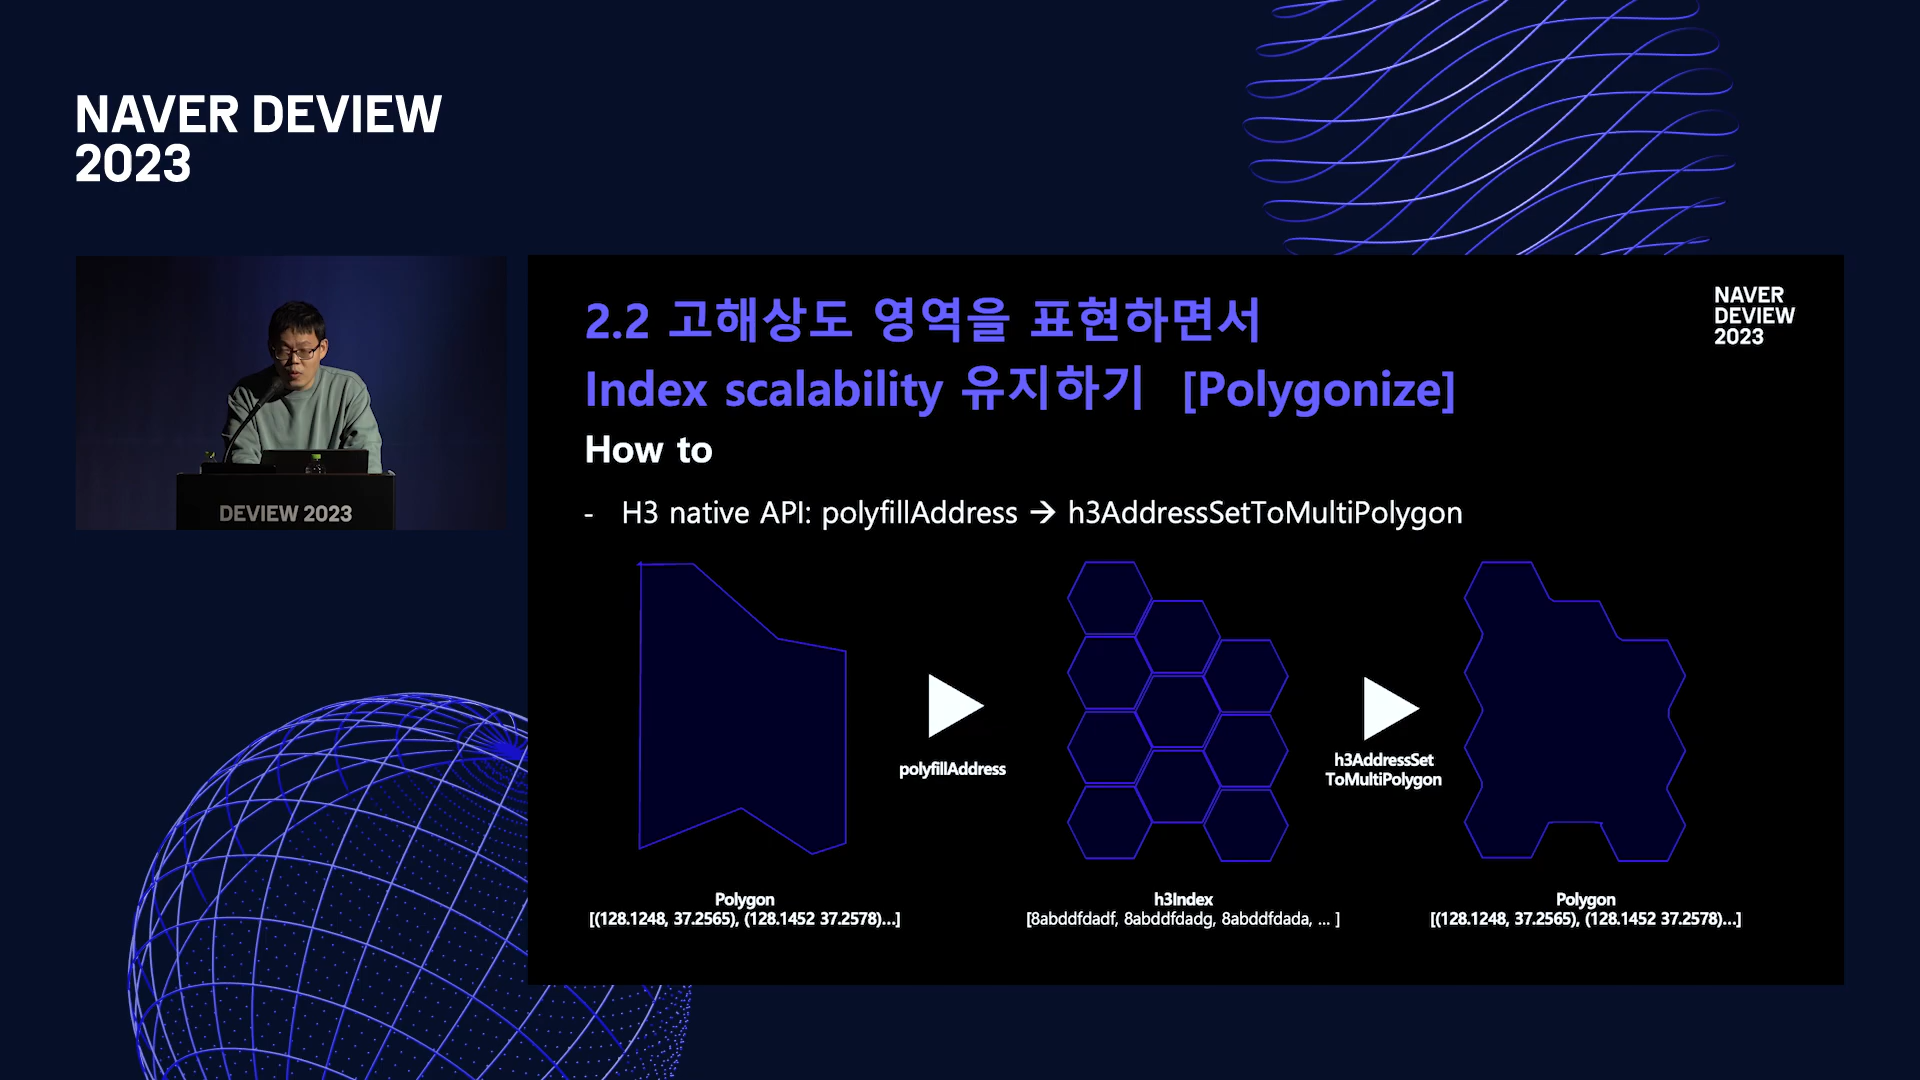 NAVER DEVIEW
2023
DEVIEW 2023
2.2 고해상도 영역을 표현하면서
Index scalability 유지하기 [Polygonize]
NAVER
DEVIEW
2023
How to
- H3 native API: polyfillAddress → h3AddressSetToMultiPolygon
polyfillAddress
h3AddressSet
ToMultiPolygon
Polygon
[(128.1248, 37.2565), (128.1452 37.2578)...]
h3Index
[8abddfdadf, 8abddfdadg, 8abddfdada, ... ]
Polygon
[(128.1248, 37.2565), (128.1452 37.2578)...]